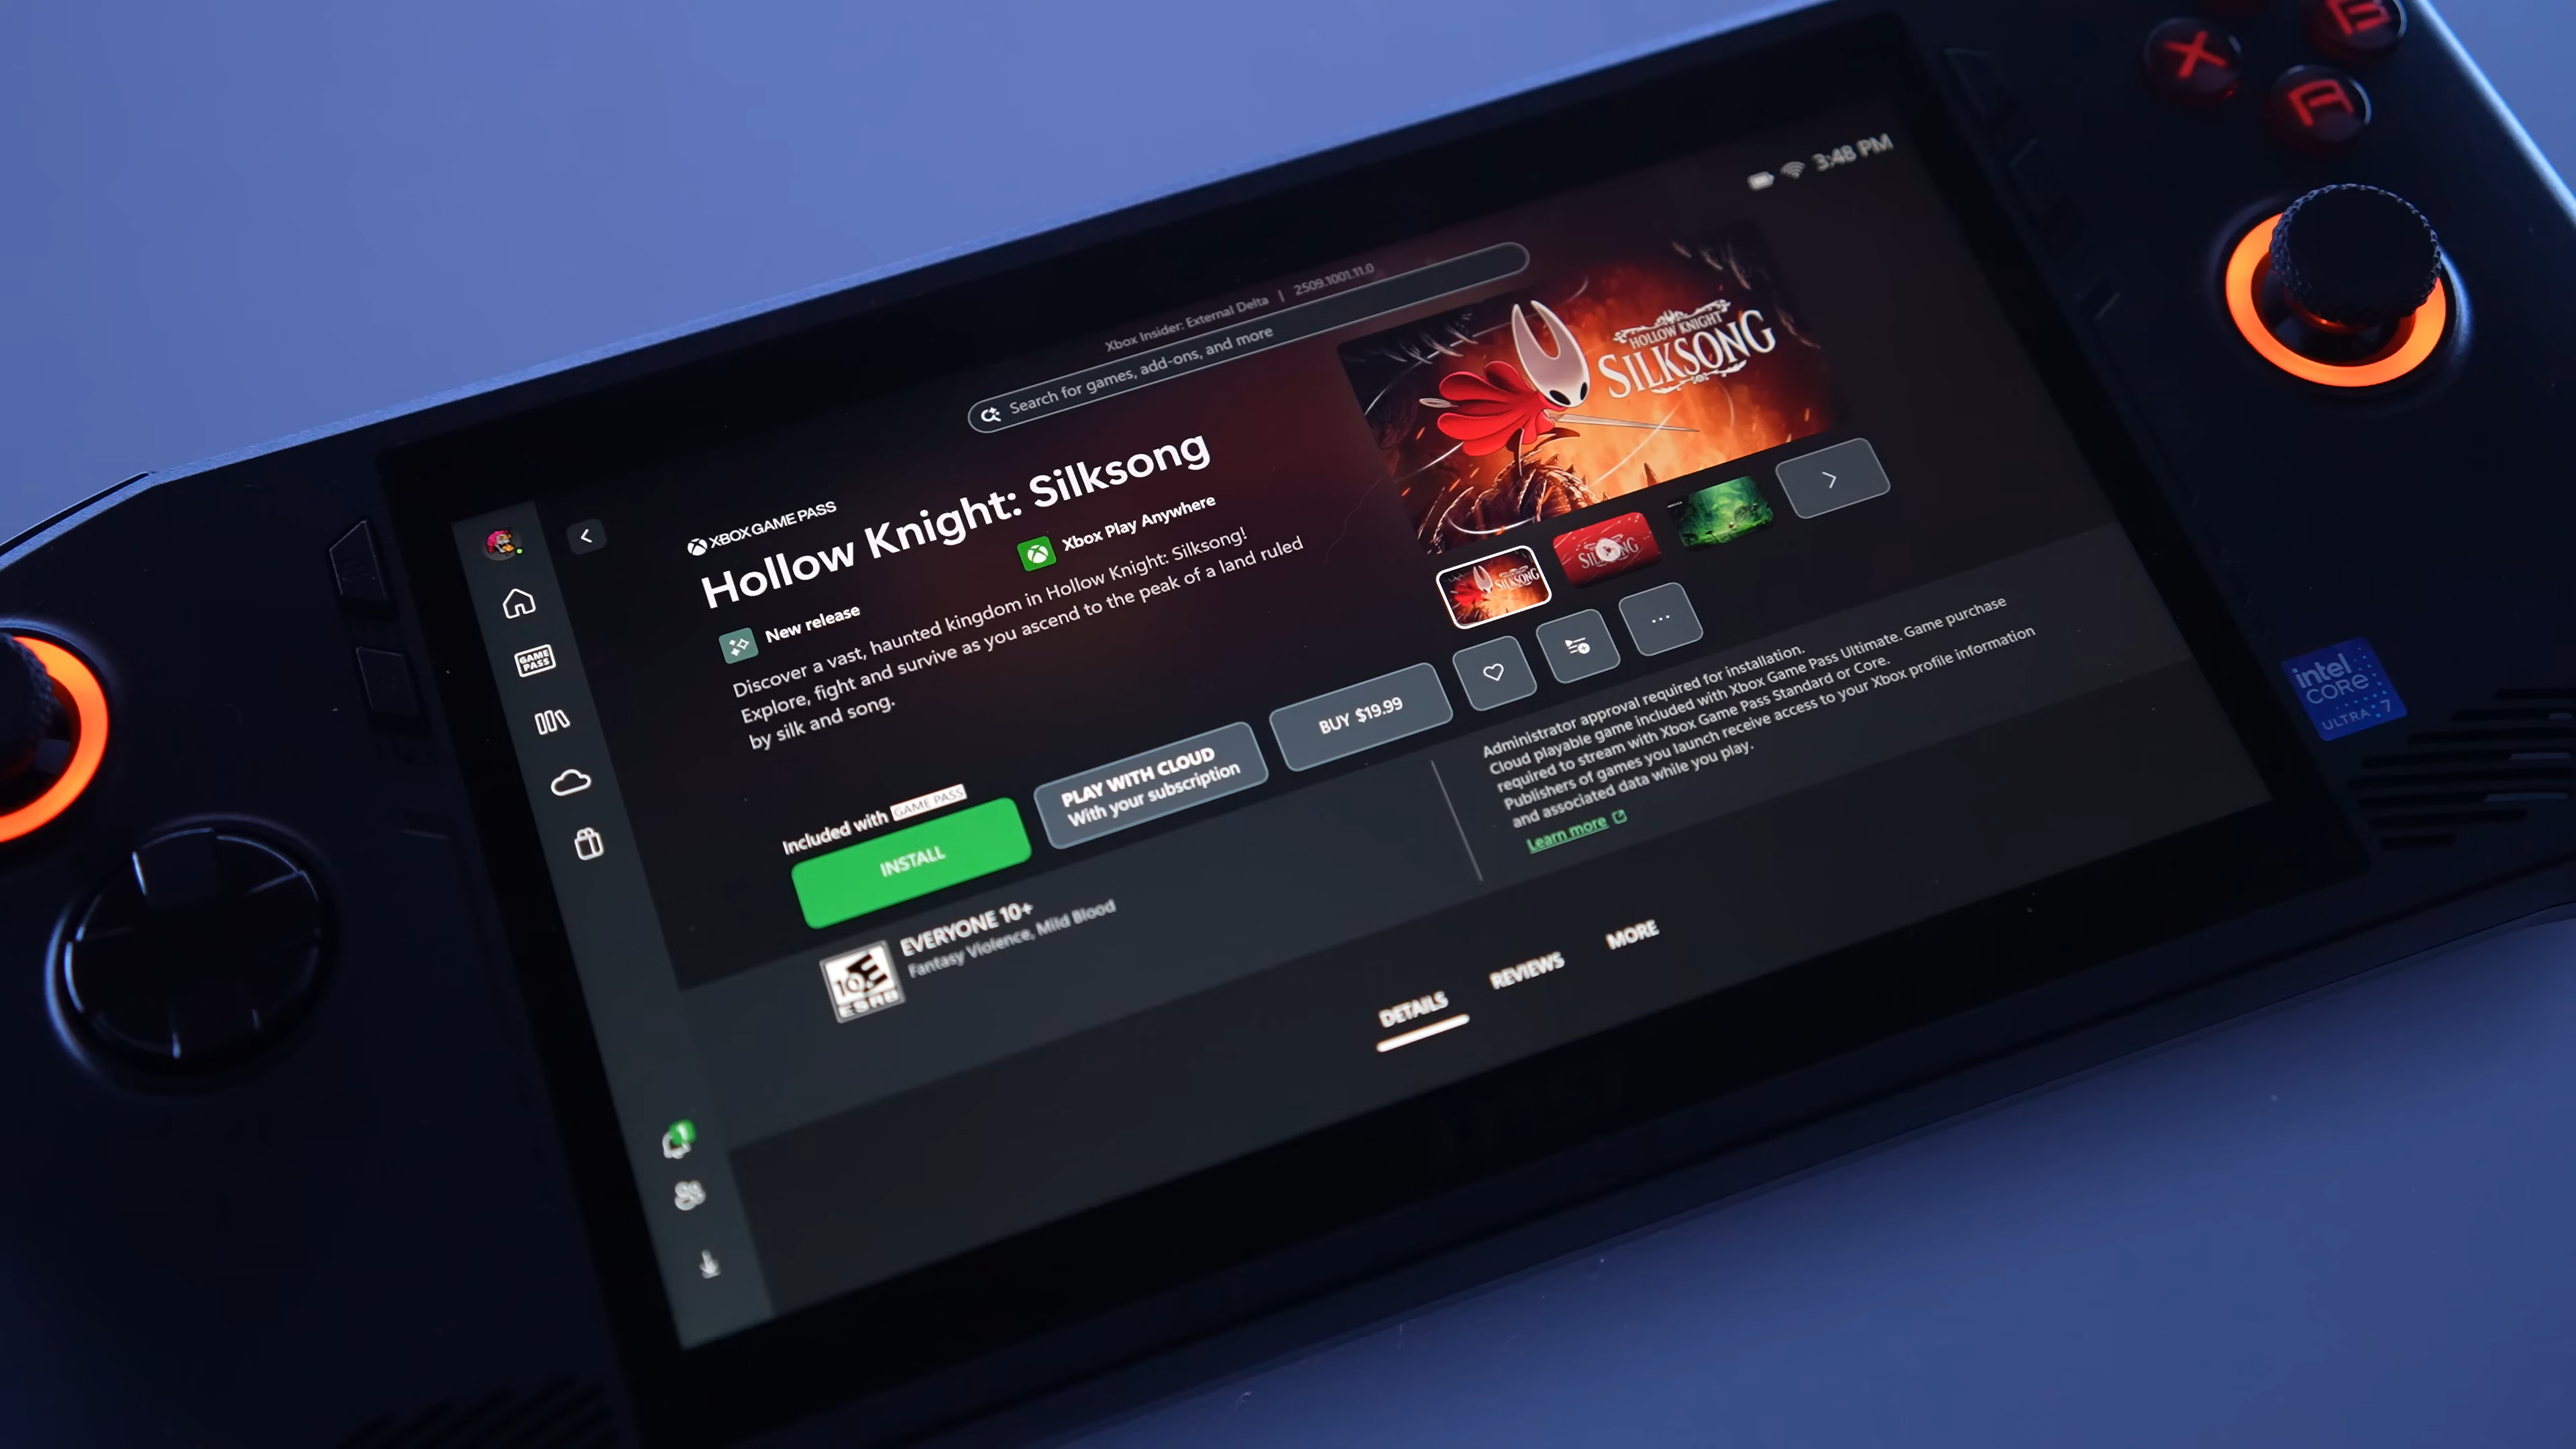 X
B
A
3:48 PM
Xbox Insider: External Delta | 2509.1001.11.0
Search for games, add-ons, and more
XBOX GAME PASS
Hollow Knight: Silksong
New release
Xbox Play Anywhere
Discover a vast, haunted kingdom in Hollow Knight: Silksong!
Explore, fight and survive as you ascend to the peak of a land ruled
by silk and song.
HOLLOW KNIGHT
SILKSONG
SILKSONG
SILKSONG
GAME
PASS
Included with GAME PASS
INSTALL
PLAY WITH CLOUD
With your subscription
BUY $19.99
Administrator approval required for installation.
Cloud playable game included with Xbox Game Pass Ultimate. Game purchase
required to stream with Xbox Game Pass Standard or Core.
Publishers of games you launch receive access to your Xbox profile information
and associated data while you play.
Learn more
EVERYONE 10+
Fantasy Violence, Mild Blood
E
10+
ESRB
DETAILS
REVIEWS
MORE
1
intel
CORE
ULTRA 7